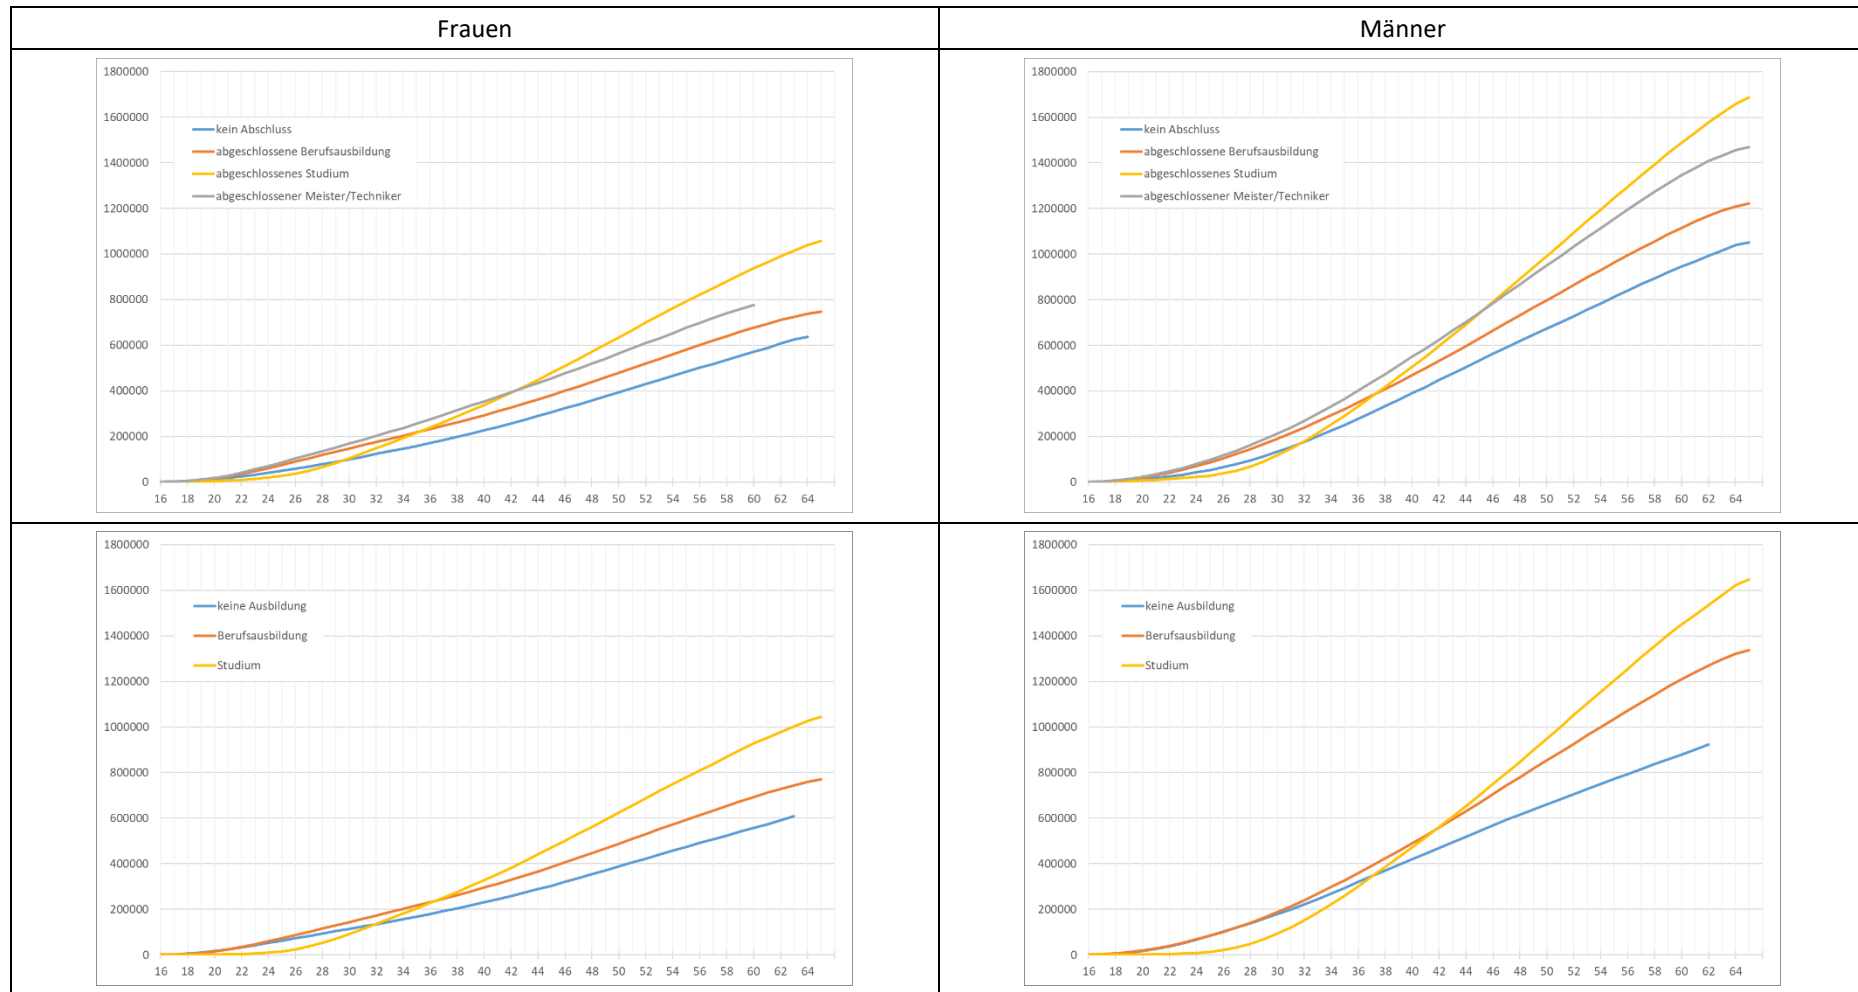 Frauen
Männer
1800000
1600000
1400000
1200000
1000000
800000
600000
400000
200000
0
kein Abschluss
abgeschlossene Berufsausbildung
abgeschlossenes Studium
abgeschlossener Meister/Techniker
16 18 20 22 24 26 28 30 32 34 36 38 40 42 44 46 48 50 52 54 56 58 60 62 64
1800000
1600000
1400000
1200000
1000000
800000
600000
400000
200000
0
kein Abschluss
abgeschlossene Berufsausbildung
abgeschlossenes Studium
abgeschlossener Meister/Techniker
16 18 20 22 24 26 28 30 32 34 36 38 40 42 44 46 48 50 52 54 56 58 60 62 64
1800000
1600000
1400000
1200000
1000000
800000
600000
400000
200000
0
keine Ausbildung
Berufsausbildung
Studium
16 18 20 22 24 26 28 30 32 34 36 38 40 42 44 46 48 50 52 54 56 58 60 62 64
1800000
1600000
1400000
1200000
1000000
800000
600000
400000
200000
0
keine Ausbildung
Berufsausbildung
Studium
16 18 20 22 24 26 28 30 32 34 36 38 40 42 44 46 48 50 52 54 56 58 60 62 64